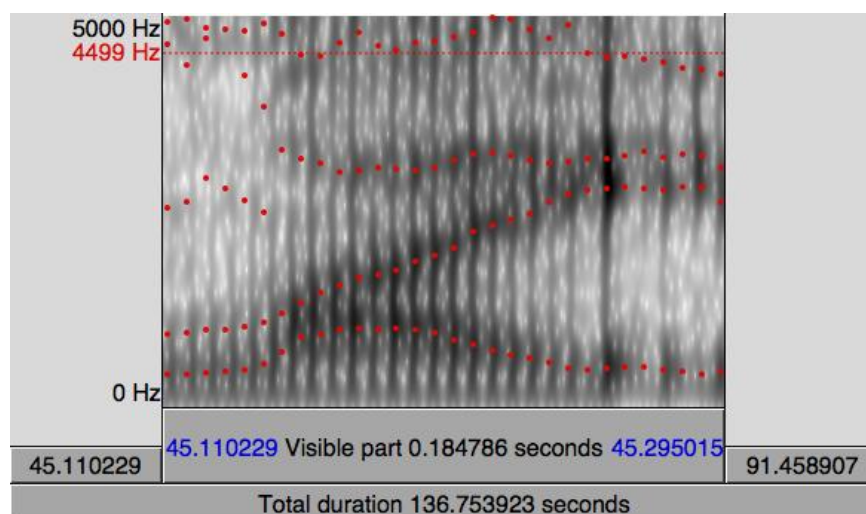 5000 Hz
4499 Hz
0 Hz
45.110229 Visible part 0.184786 seconds 45.295015
45.110229 91.458907
Total duration 136.753923 seconds